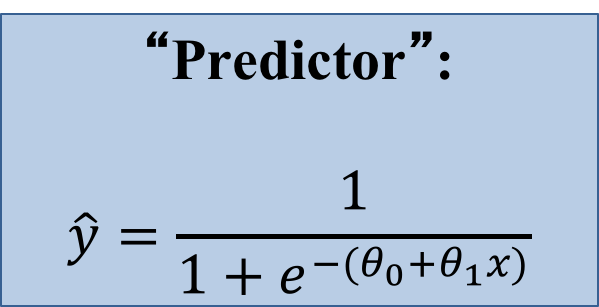 “Predictor”:
ŷ = 1 / (1 + e^−(θ₀+θ₁x))